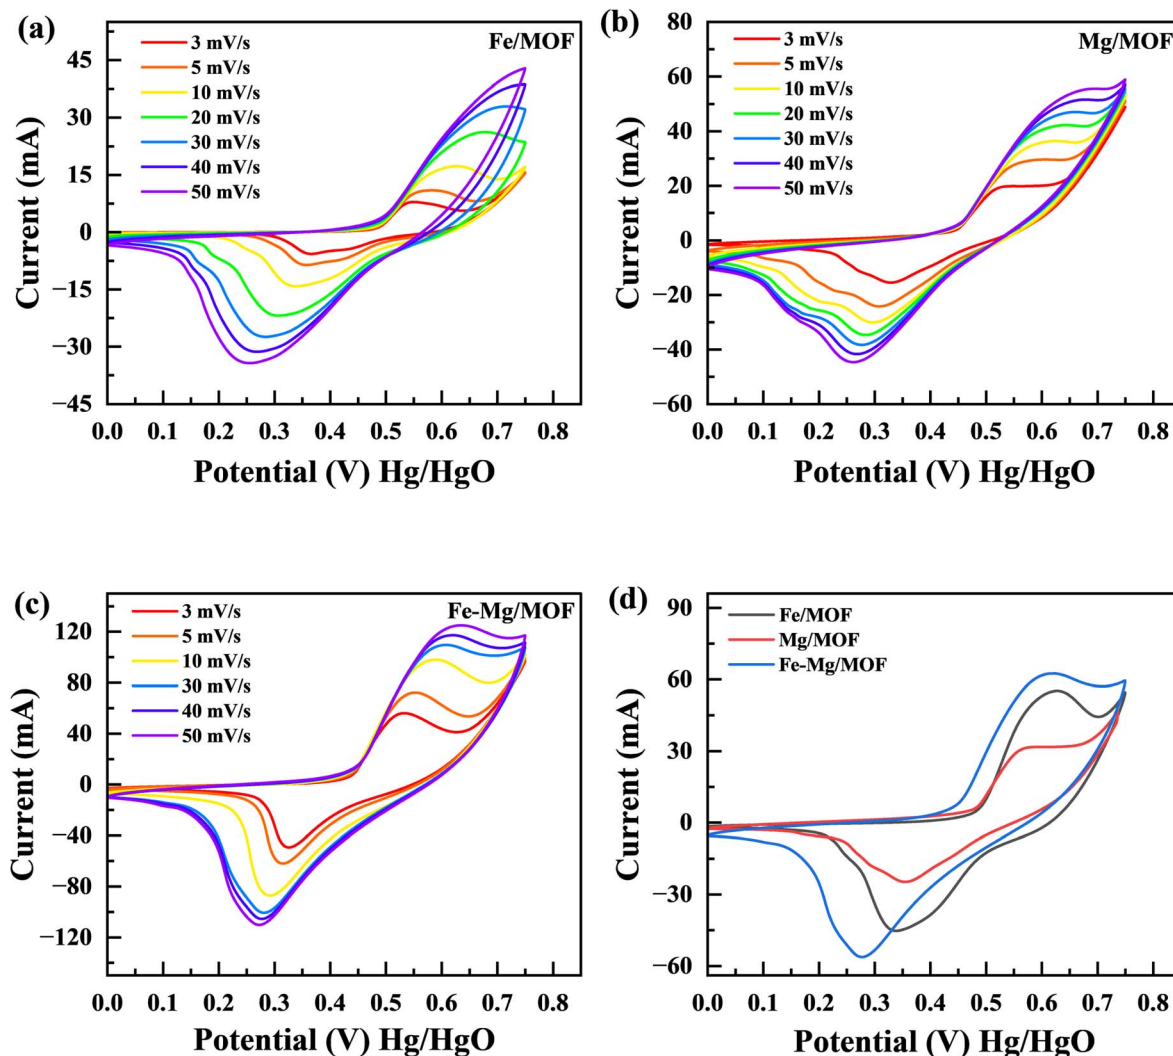 (a)
Fe/MOF
3 mV/s
5 mV/s
10 mV/s
20 mV/s
30 mV/s
40 mV/s
50 mV/s
45
30
15
0
−15
−30
−45
Current (mA)
0.0 0.1 0.2 0.3 0.4 0.5 0.6 0.7 0.8
Potential (V) Hg/HgO
(b)
Mg/MOF
3 mV/s
5 mV/s
10 mV/s
20 mV/s
30 mV/s
40 mV/s
50 mV/s
80
60
40
20
0
−20
−40
−60
Current (mA)
0.0 0.1 0.2 0.3 0.4 0.5 0.6 0.7 0.8
Potential (V) Hg/HgO
(c)
Fe-Mg/MOF
3 mV/s
5 mV/s
10 mV/s
30 mV/s
40 mV/s
50 mV/s
120
80
40
0
−40
−80
−120
Current (mA)
0.0 0.1 0.2 0.3 0.4 0.5 0.6 0.7 0.8
Potential (V) Hg/HgO
(d)
Fe/MOF
Mg/MOF
Fe-Mg/MOF
90
60
30
0
−30
−60
Current (mA)
0.0 0.1 0.2 0.3 0.4 0.5 0.6 0.7 0.8
Potential (V) Hg/HgO